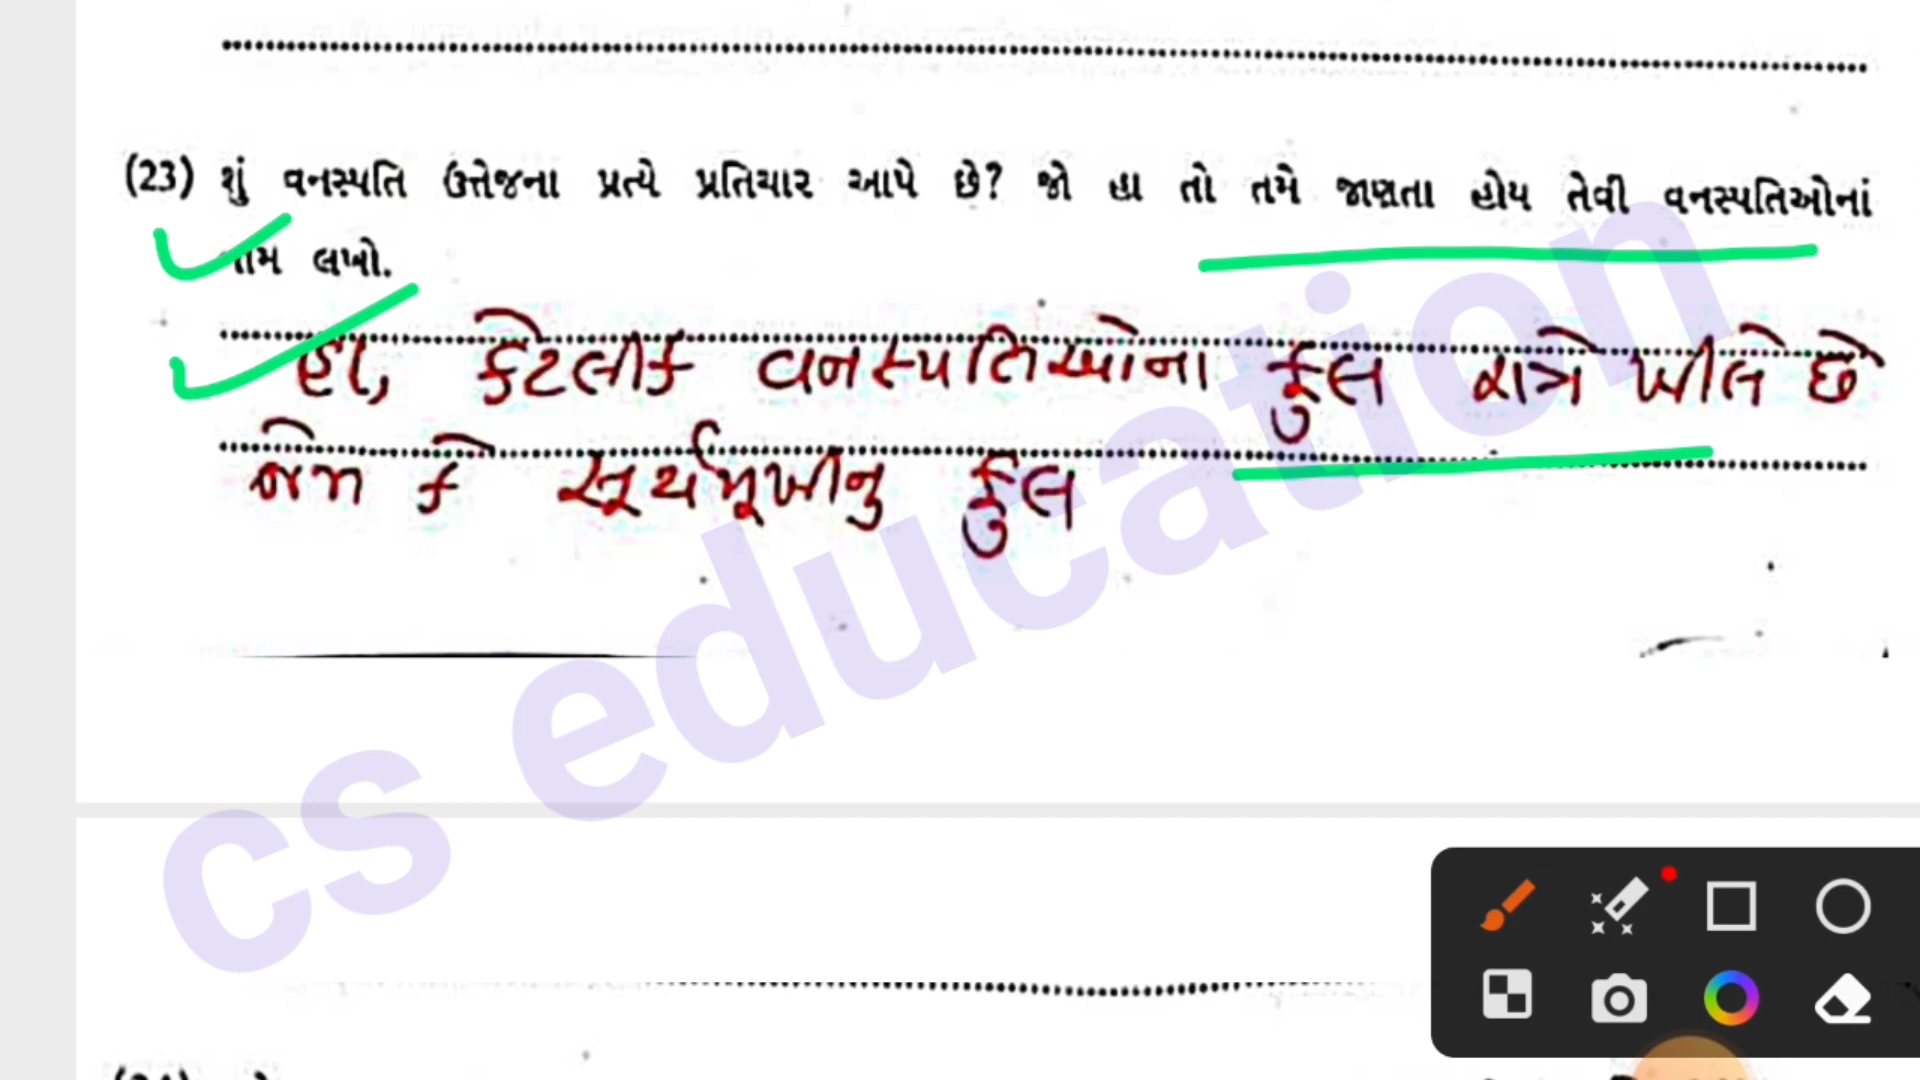 (23) શું વનસ્પતિ ઉત્તેજના પ્રત્યે પ્રતિચાર આપે છે? જો હા તો તમે જાણતા હોય તેવી વનસ્પતિઓનાં
નામ લખો.
હા, કેટલીક વનસ્પતિઓના ફુલ રાત્રે ખીલે છે
જેમ કે સૂર્યમૂખીનુ ફુલ
cs education